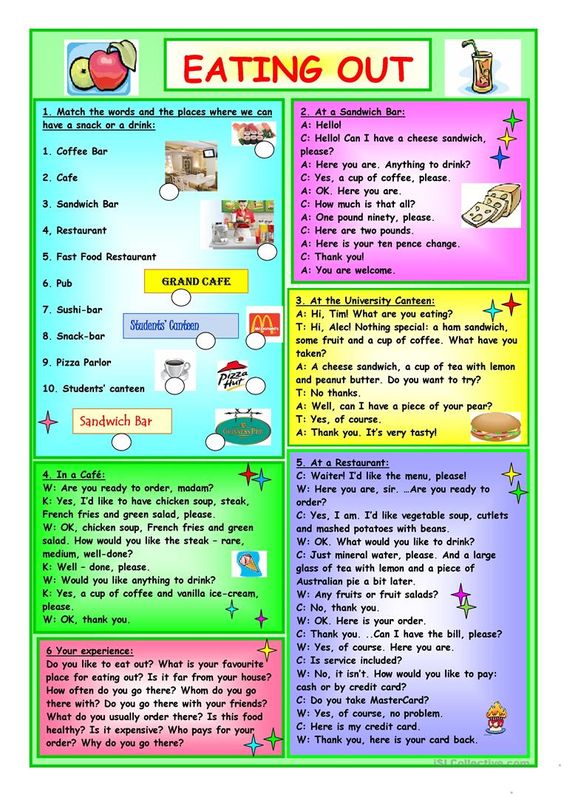 EATING OUT
1. Match the words and the places where we can
have a snack or a drink:
1. Coffee Bar
2. Cafe
3. Sandwich Bar
4, Restaurant
5. Fast Food Restaurant
6. Pub
7. Sushi-bar
8. Snack-bar
9. Pizza Parlor
10. Students' canteen
GRAND CAFE
Students' Canteen
McDonald's
Pizza
Hut
Sandwich Bar
2. At a Sandwich Bar:
A: Hello!
C: Hello! Can I have a cheese sandwich,
please?
A: Here you are. Anything to drink?
C: Yes, a cup of coffee, please.
A: OK. Here you are.
C: How much is that all?
A: One pound ninety, please.
C: Here are two pounds.
A: Here is your ten pence change.
C: Thank you!
A: You are welcome.
3. At the University Canteen:
A: Hi, Tim! What are you eating?
T: Hi, Alec! Nothing special: a ham sandwich,
some fruit and a cup of coffee. What have you
taken?
A: A cheese sandwich, a cup of tea with lemon
and peanut butter. Do you want to try?
T: No thanks.
A: Well, can I have a piece of your pear?
T: Yes, of course.
A: Thank you. It's very tasty!
4. In a Café:
W: Are you ready to order, madam?
K: Yes, I'd like to have chicken soup, steak,
French fries and green salad, please.
W: OK, chicken soup, French fries and green
salad. How would you like the steak – rare,
medium, well-done?
K: Well – done, please.
W: Would you like anything to drink?
K: Yes, a cup of coffee and vanilla ice-cream,
please.
W: OK, thank you.
5. At a Restaurant:
C: Waiter! I'd like the menu, please!
W: Here you are, sir. …Are you ready to
order?
C: Yes, I am. I'd like vegetable soup, cutlets
and mashed potatoes with beans.
W: OK. What would you like to drink?
C: Just mineral water, please. And a large
glass of tea with lemon and a piece of
Australian pie a bit later.
W: Any fruits or fruit salads?
C: No, thank you.
W: OK. Here is your order.
C: Thank you. ..Can I have the bill, please?
W: Yes, of course. Here you are.
C: Is service included?
W: No, it isn't. How would you like to pay:
cash or by credit card?
C: Do you take MasterCard?
W: Yes, of course, no problem.
C: Here is my credit card.
W: Thank you, here is your card back.
6 Your experience:
Do you like to eat out? What is your favourite
place for eating out? Is it far from your house?
How often do you go there? Whom do you go
there with? Do you go there with your friends?
What do you usually order there? Is this food
healthy? Is it expensive? Who pays for your
order? Why do you go there?
iSLCollective.com